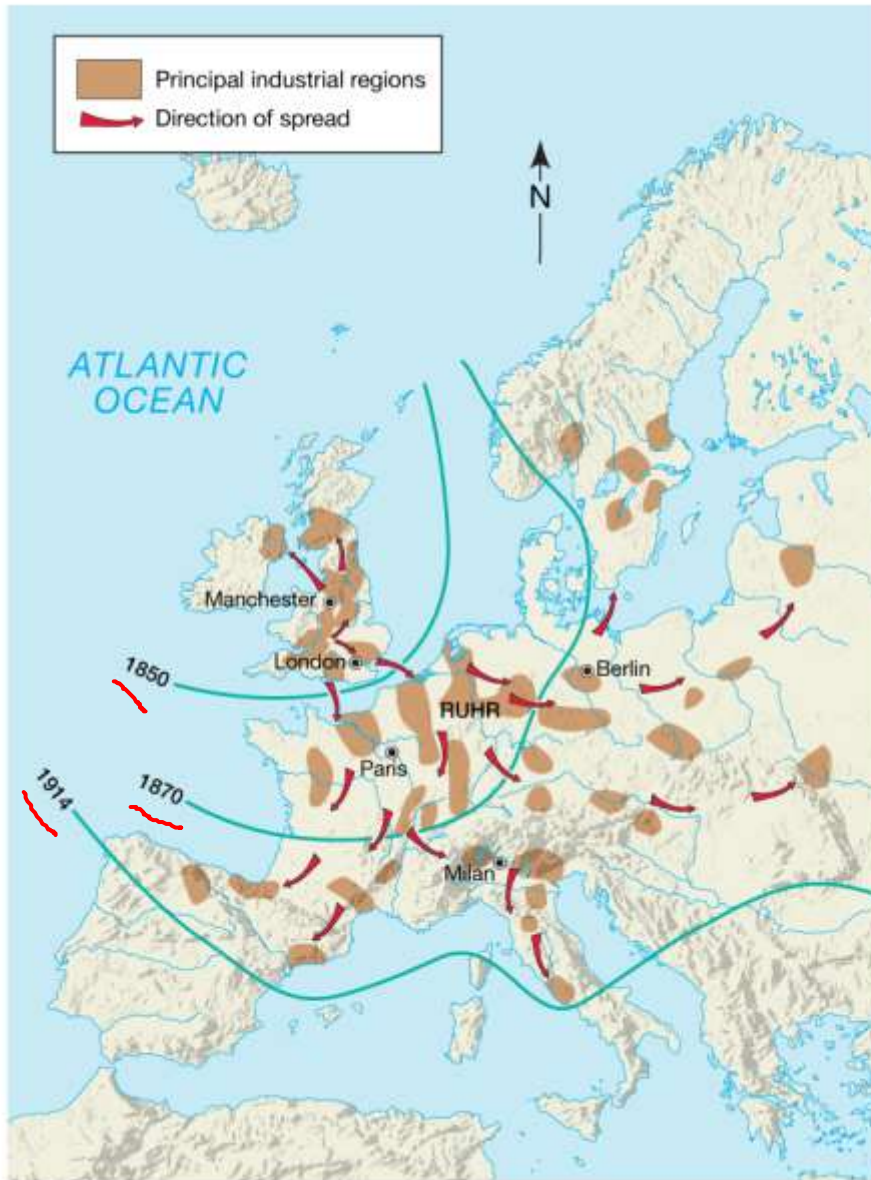 Principal industrial regions
Direction of spread
N
ATLANTIC
OCEAN
Manchester
London
1850
Berlin
RUHR
Paris
1870
1914
Milan